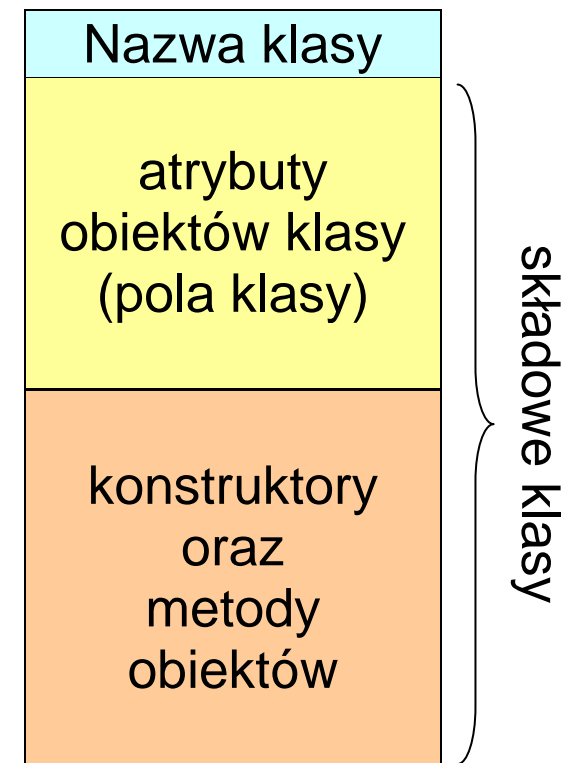 Nazwa klasy
atrybuty
obiektów klasy
(pola klasy)
konstruktory
oraz
metody
obiektów
składowe klasy